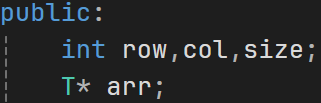 public:
int row,col,size;
T* arr;